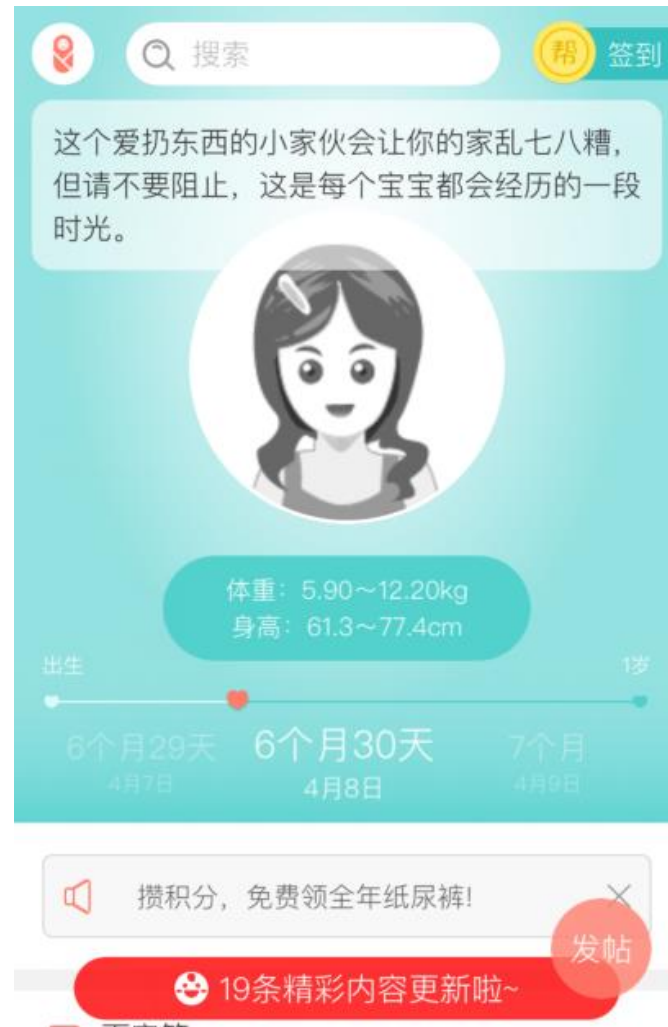 搜索
帮 签到
这个爱扔东西的小家伙会让你的家乱七八糟，
但请不要阻止，这是每个宝宝都会经历的一段
时光。
体重：5.90～12.20kg
身高：61.3～77.4cm
出生 1岁
6个月29天 6个月30天 7个月
4月7日 4月8日 4月9日
攒积分，免费领全年纸尿裤!
发帖
19条精彩内容更新啦~